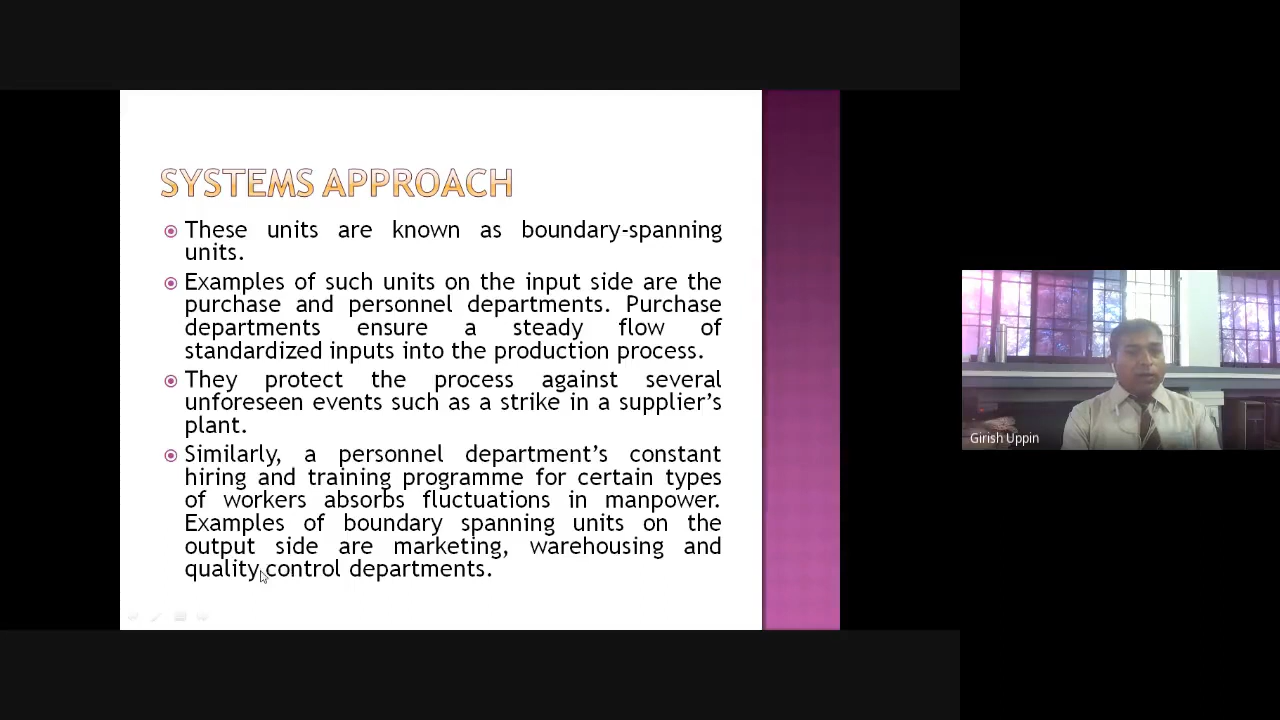 SYSTEMS APPROACH
These units are known as boundary-spanning
units.
Examples of such units on the input side are the
purchase and personnel departments. Purchase
departments ensure a steady flow of
standardized inputs into the production process.
They protect the process against several
unforeseen events such as a strike in a supplier’s
plant.
Similarly, a personnel department’s constant
hiring and training programme for certain types
of workers absorbs fluctuations in manpower.
Examples of boundary spanning units on the
output side are marketing, warehousing and
quality control departments.
Girish Uppin